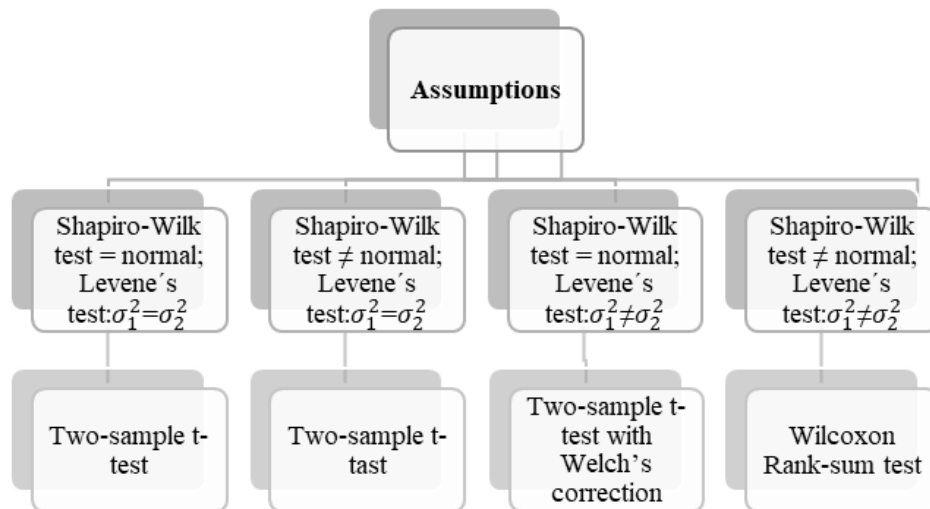 Assumptions
Shapiro-Wilk
test = normal;
Levene´s
test:σ₁²=σ₂²
Shapiro-Wilk
test ≠ normal;
Levene´s
test:σ₁²=σ₂²
Shapiro-Wilk
test = normal;
Levene´s
test:σ₁²≠σ₂²
Shapiro-Wilk
test ≠ normal;
Levene´s
test:σ₁²≠σ₂²
Two-sample t-
test
Two-sample t-
tast
Two-sample t-
test with
Welch’s
correction
Wilcoxon
Rank-sum test